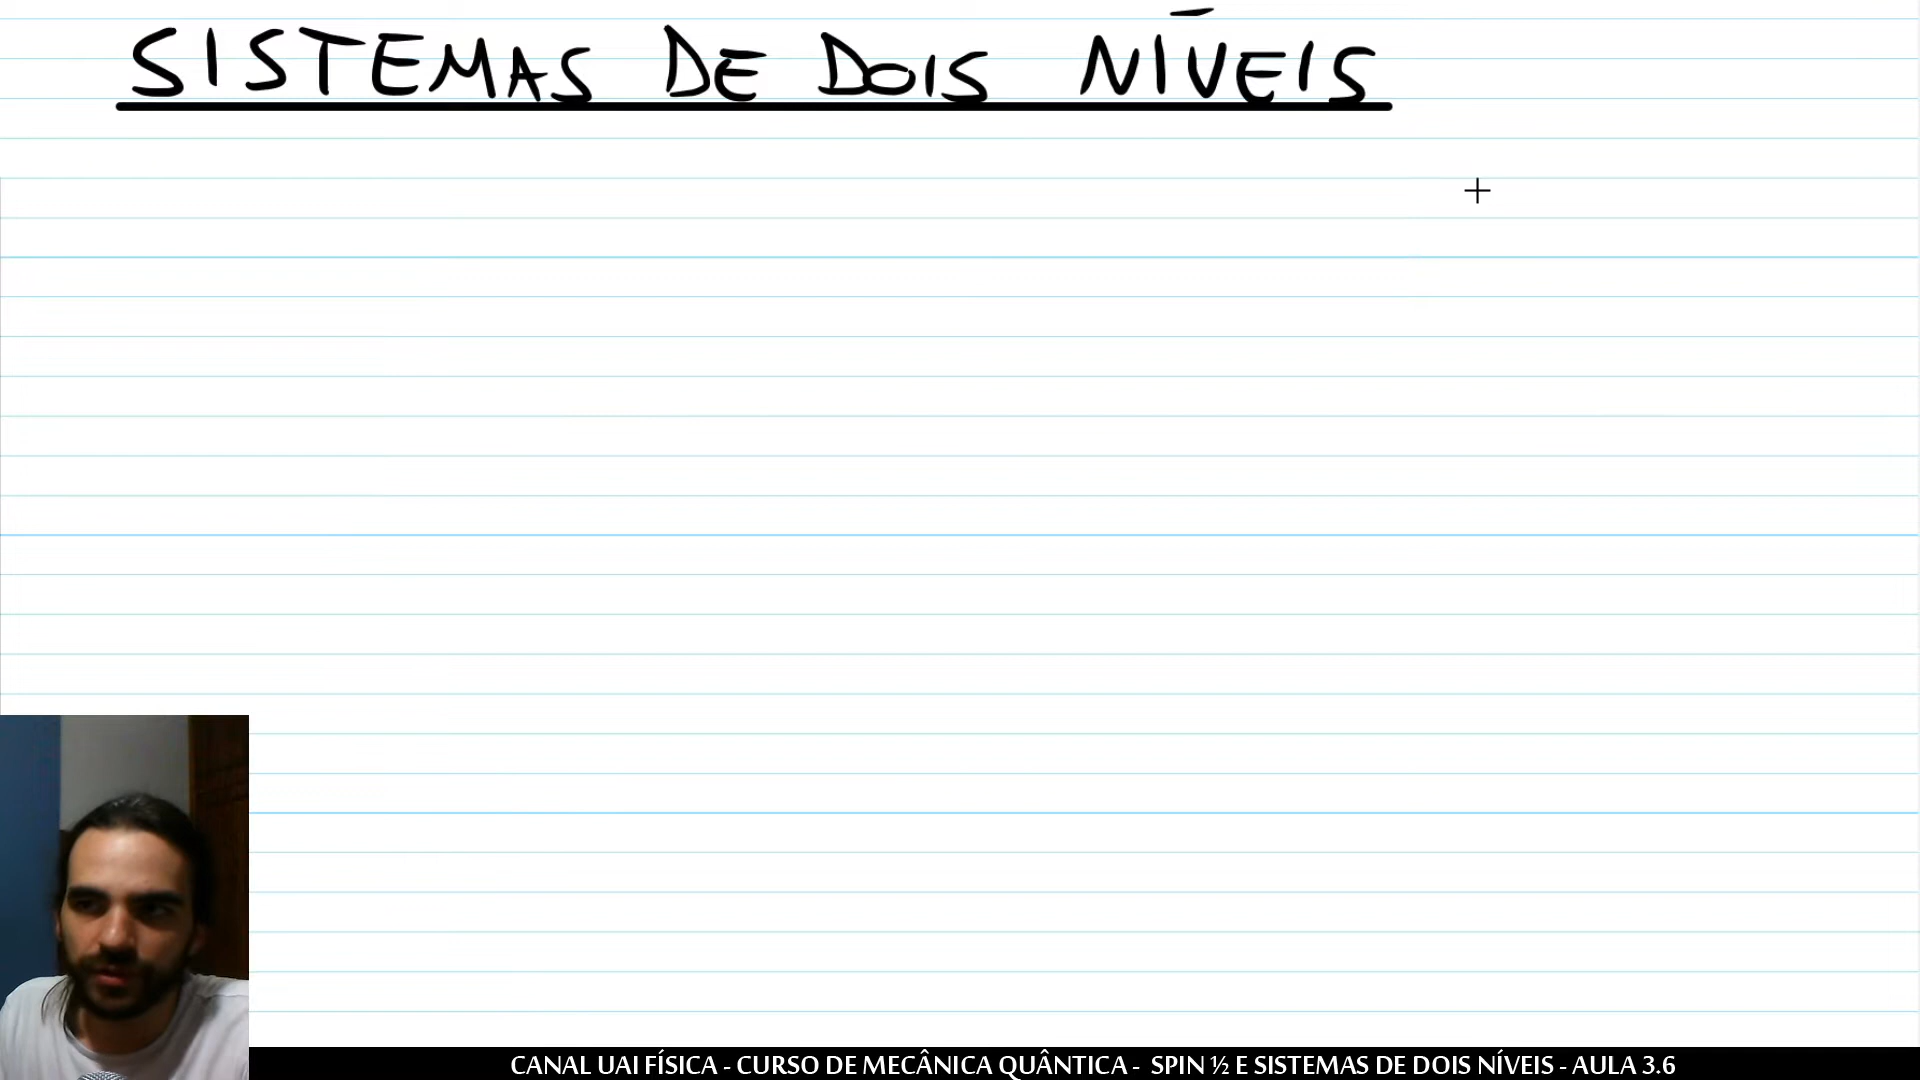 SISTEMAS DE DOIS NÍVEIS
CANAL UAI FÍSICA - CURSO DE MECÂNICA QUÂNTICA - SPIN ½ E SISTEMAS DE DOIS NÍVEIS - AULA 3.6